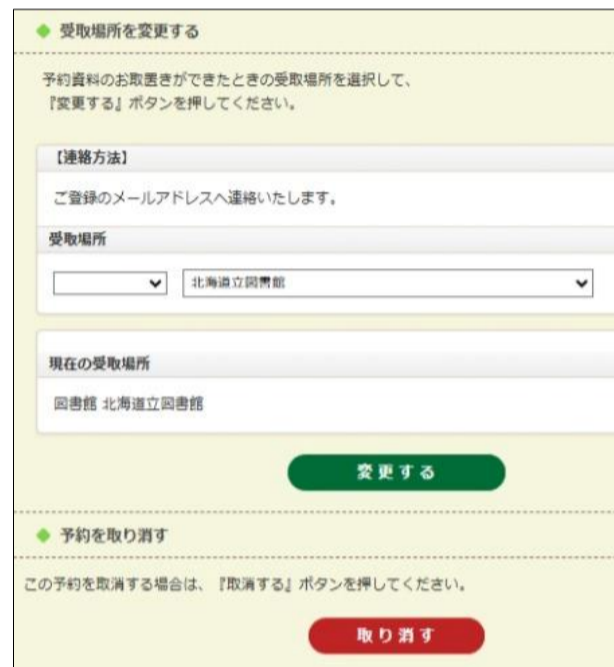 受取場所を変更する
予約資料のお取置きができたときの受取場所を選択して、
『変更する』ボタンを押してください。
【連絡方法】
ご登録のメールアドレスへ連絡いたします。
受取場所
北海道立図書館
現在の受取場所
図書館 北海道立図書館
変更する
予約を取り消す
この予約を取消する場合は、『取消する』ボタンを押してください。
取り消す